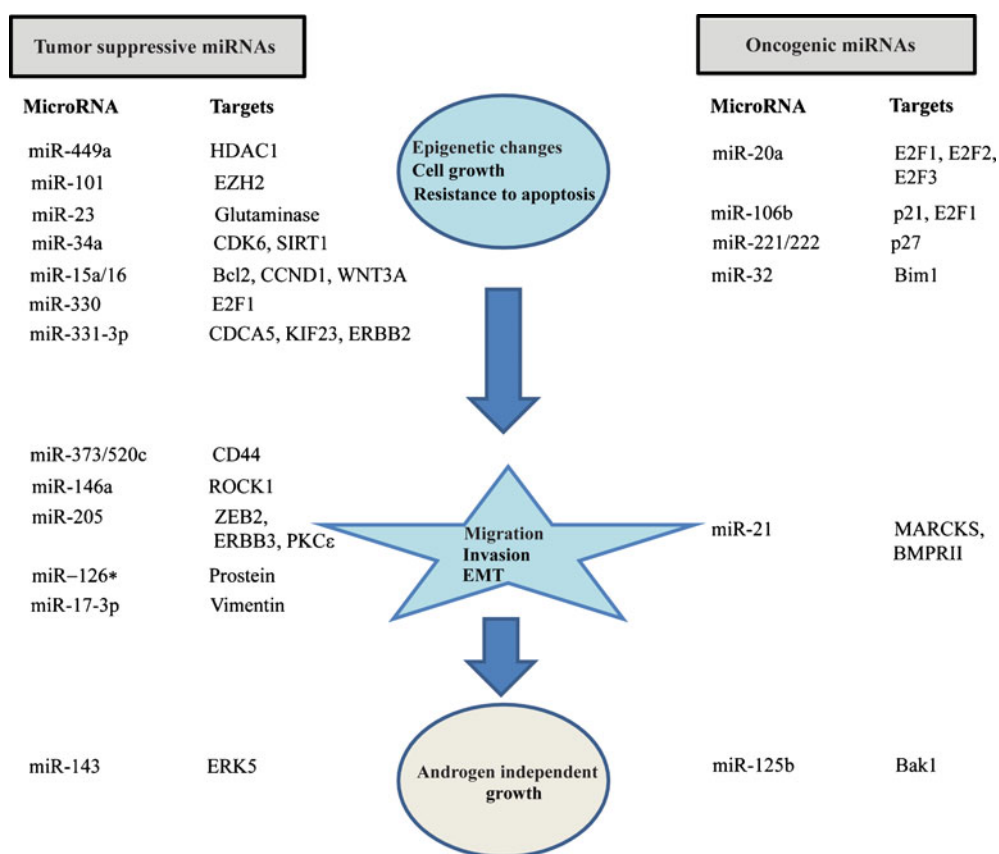 Tumor suppressive miRNAs
MicroRNA Targets
miR-449a HDAC1
miR-101 EZH2
miR-23 Glutaminase
miR-34a CDK6, SIRT1
miR-15a/16 Bcl2, CCND1, WNT3A
miR-330 E2F1
miR-331-3p CDCA5, KIF23, ERBB2
miR-373/520c CD44
miR-146a ROCK1
miR-205 ZEB2,
ERBB3, PKCε
miR–126* Prostein
miR-17-3p Vimentin
miR-143 ERK5
Epigenetic changes
Cell growth
Resistance to apoptosis
Migration
Invasion
EMT
Androgen independent
growth
Oncogenic miRNAs
MicroRNA Targets
miR-20a E2F1, E2F2,
E2F3
miR-106b p21, E2F1
miR-221/222 p27
miR-32 Bim1
miR-21 MARCKS,
BMPRII
miR-125b Bak1